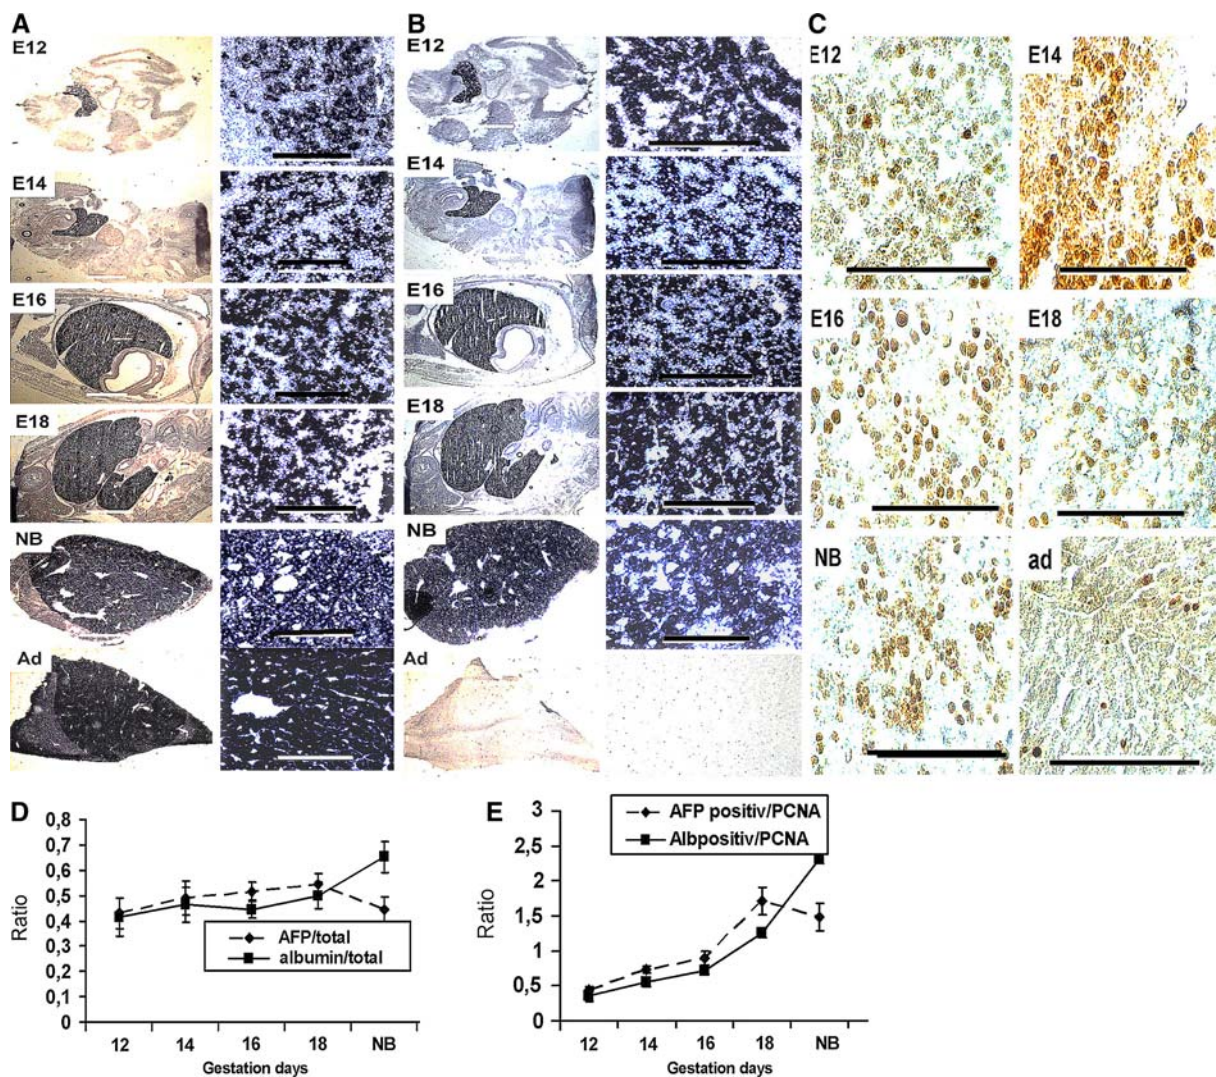 A
E12
E14
E16
E18
NB
Ad
B
E12
E14
E16
E18
NB
Ad
C
E12
E14
E16
E18
NB
ad
D
0,8
0,7
0,6
0,5
0,4
0,3
0,2
0,1
0
Ratio
AFP/total
albumin/total
12 14 16 18 NB
Gestation days
E
3
2,5
2
1,5
1
0,5
0
Ratio
AFP positiv/PCNA
Albpositiv/PCNA
12 14 16 18 NB
Gestation days